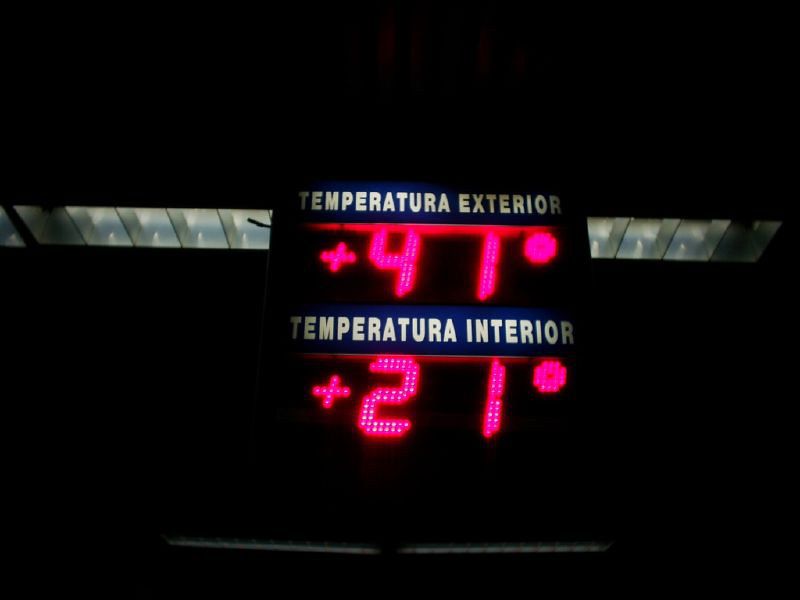 TEMPERATURA EXTERIOR
+41°
TEMPERATURA INTERIOR
+21°